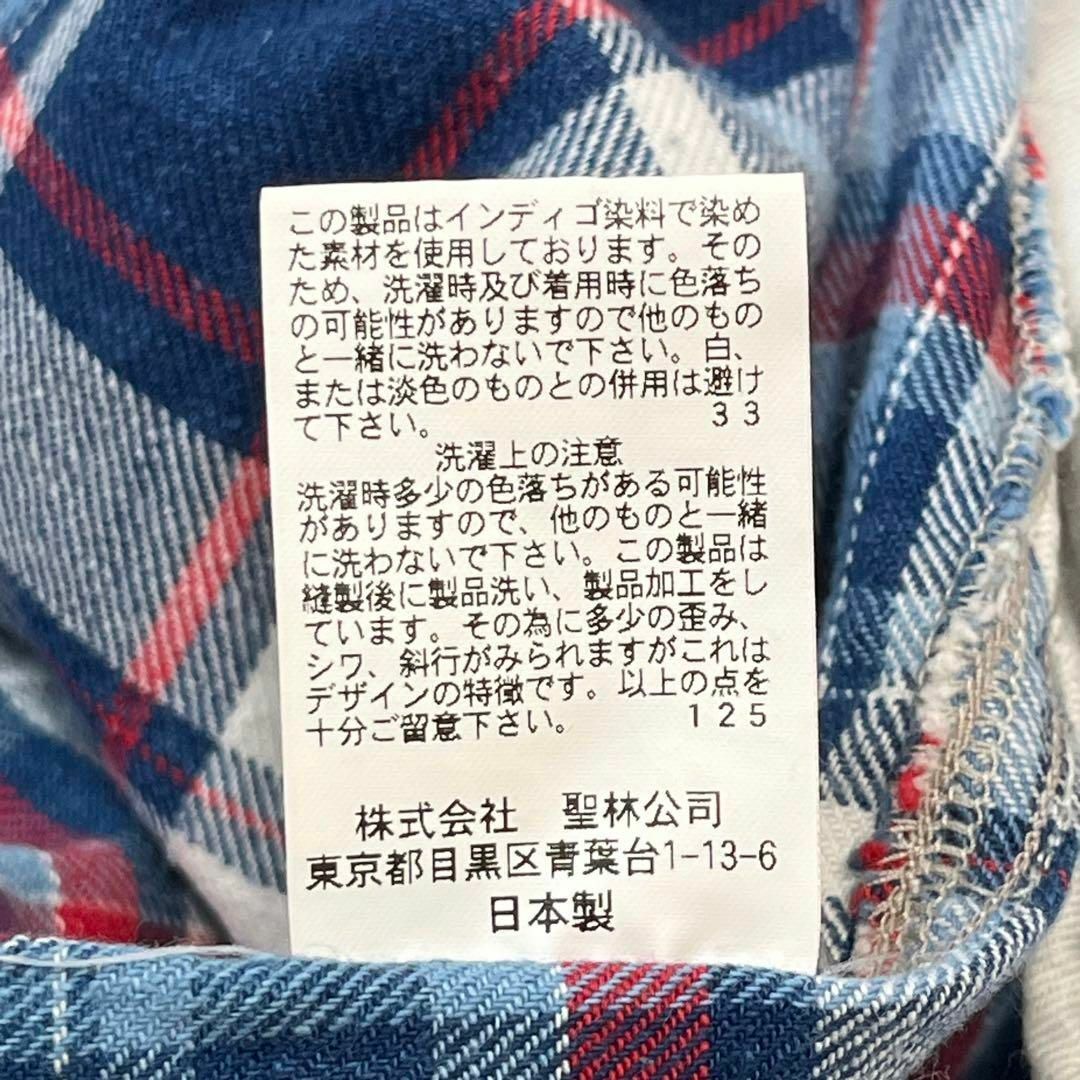 この製品はインディゴ染料で染め
た素材を使用しております。その
ため、洗濯時及び着用時に色落ち
の可能性がありますので他のもの
と一緒に洗わないで下さい。白、
または淡色のものとの併用は避け
て下さい。 33
洗濯上の注意
洗濯時多少の色落ちがある可能性
がありますので、他のものと一緒
に洗わないで下さい。この製品は
縫製後に製品洗い、製品加工をし
ています。その為に多少の歪み、
シワ、斜行がみられますがこれは
デザインの特徴です。以上の点を
十分ご留意下さい。 125
株式会社 聖林公司
東京都目黒区青葉台1-13-6
日本製